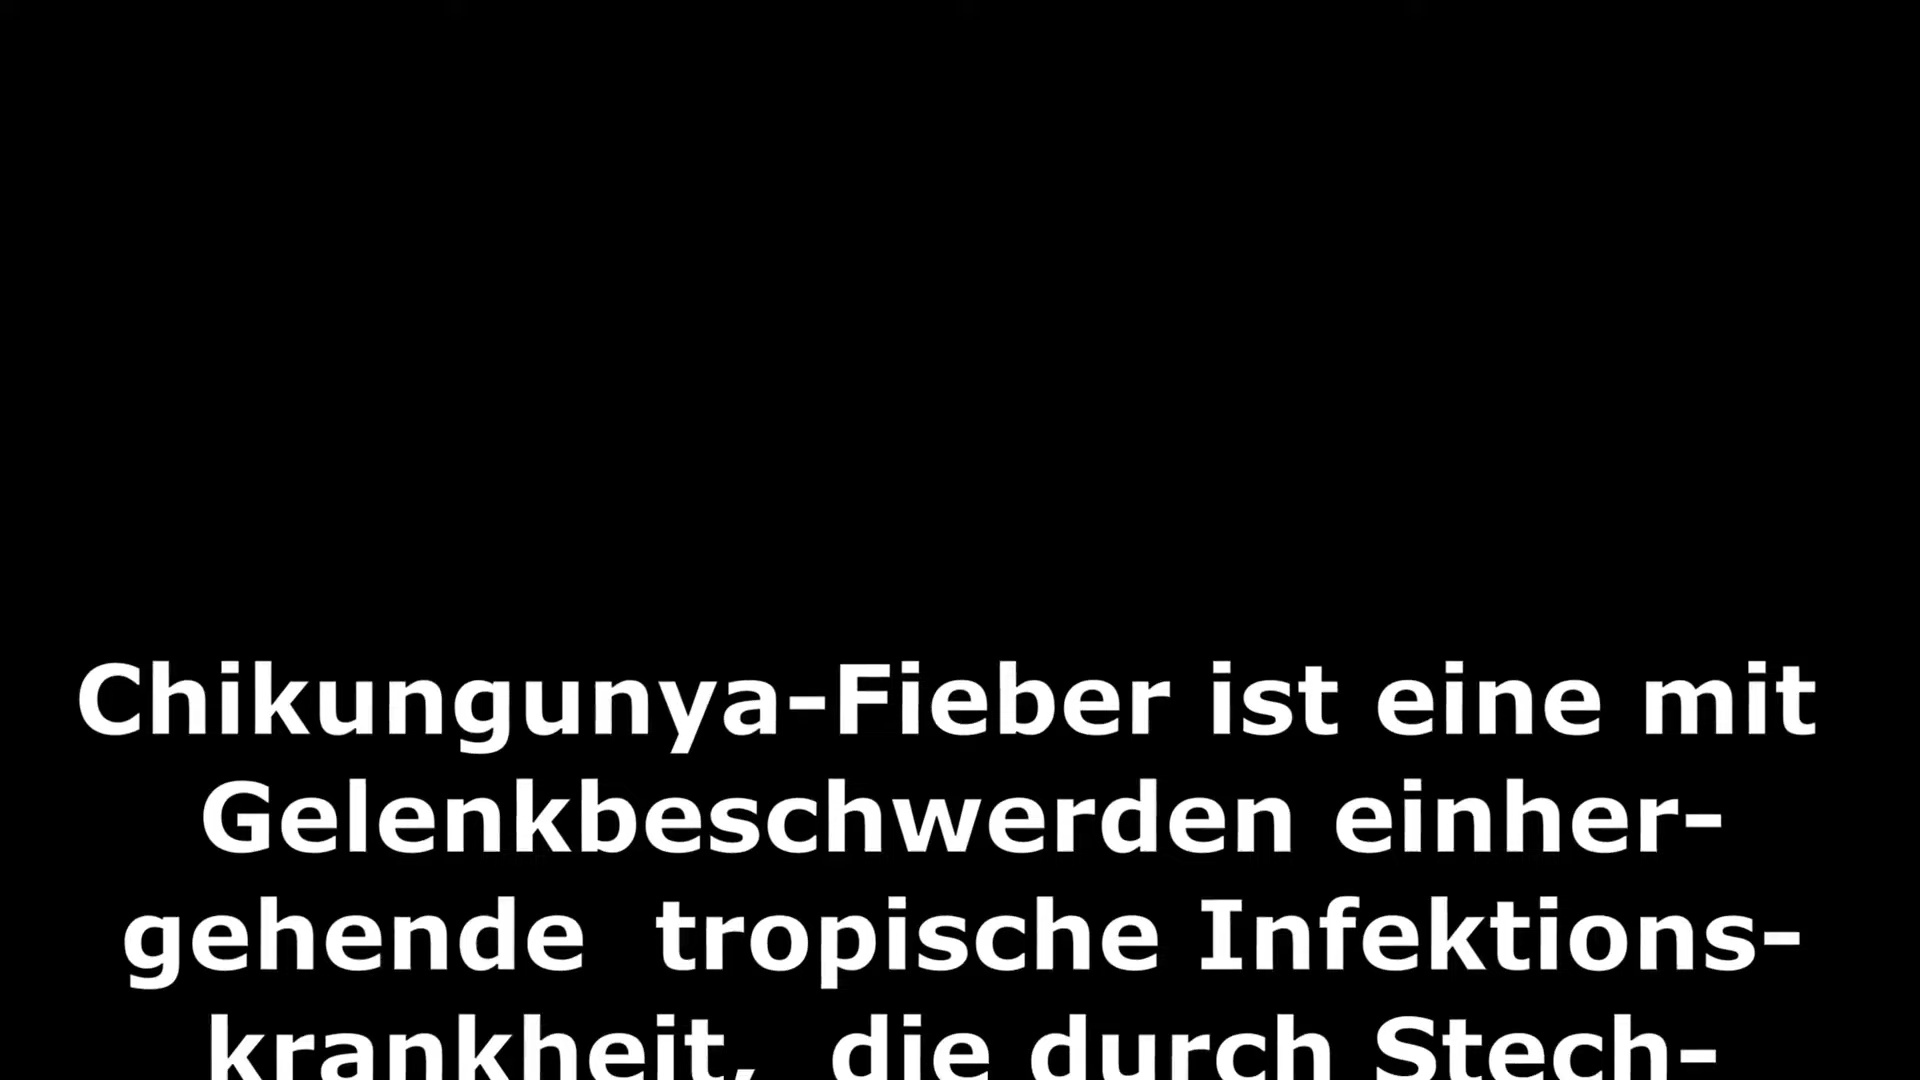 Chikungunya-Fieber ist eine mit
Gelenkbeschwerden einher-
gehende  tropische Infektions-
krankheit,  die durch Stech-